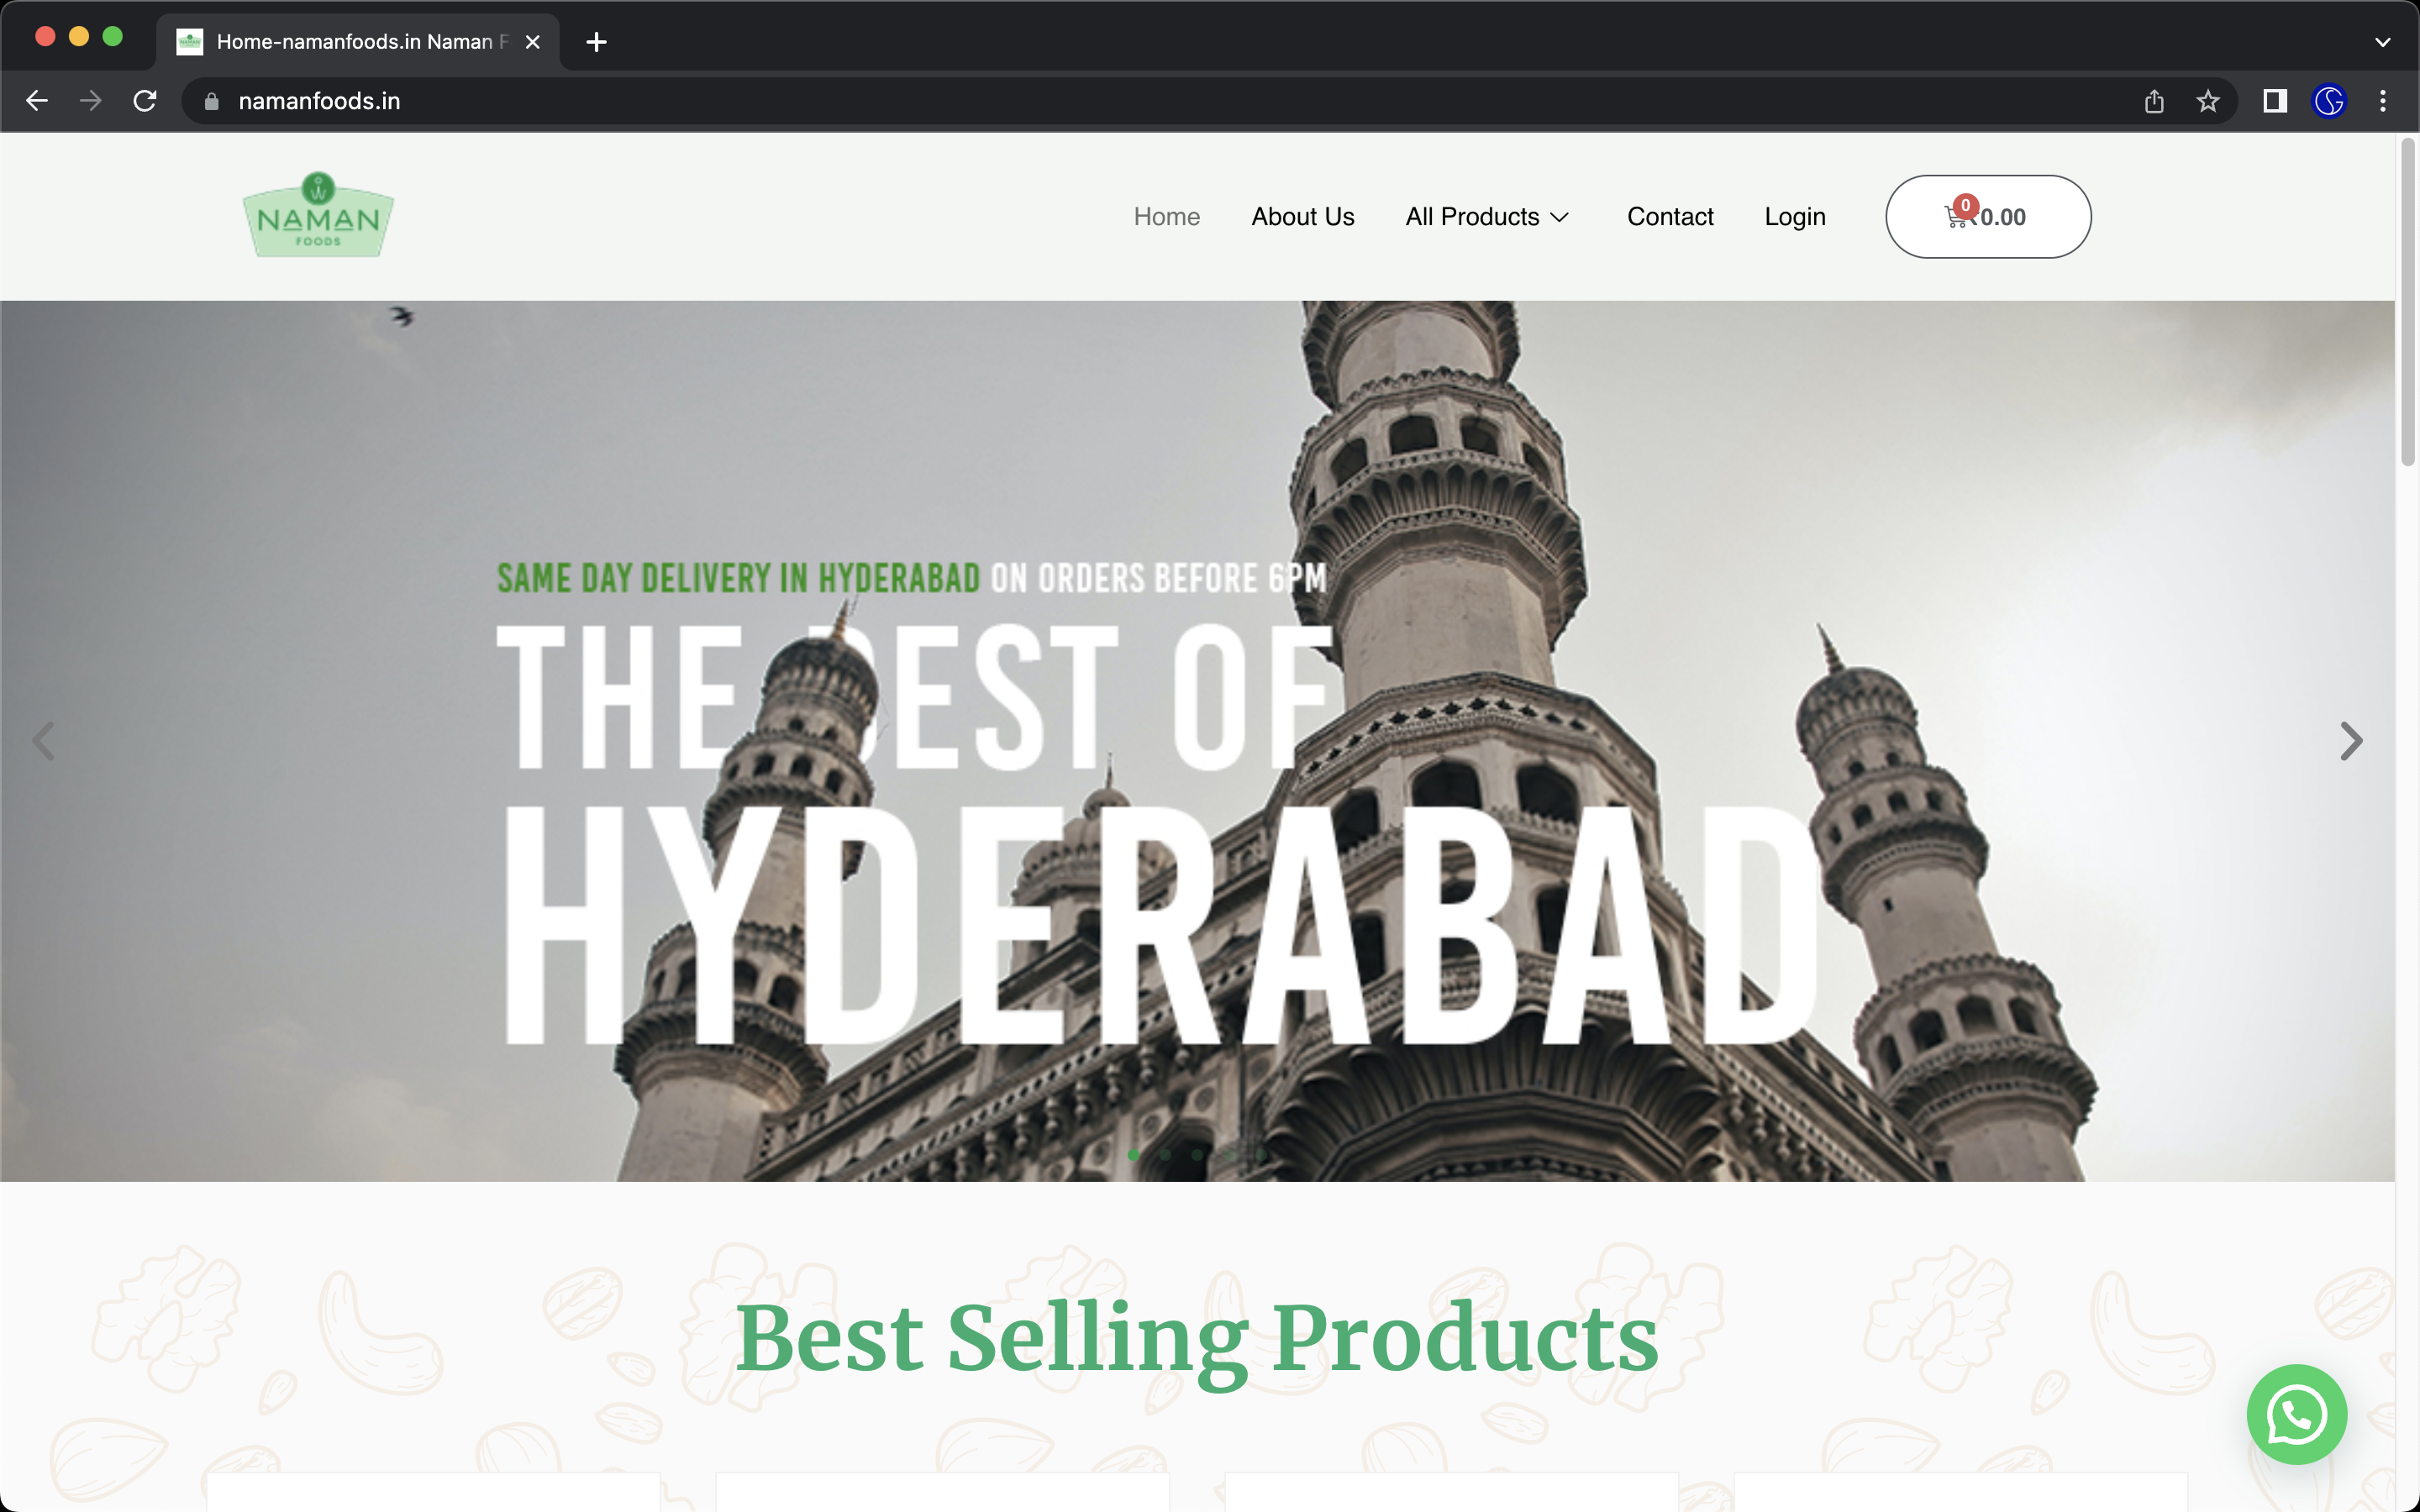 Home-namanfoods.in Naman F
namanfoods.in
NAMAN
FOODS
Home
About Us
All Products
Contact
Login
0
₹0.00
SAME DAY DELIVERY IN HYDERABAD ON ORDERS BEFORE 6PM
THE BEST OF
HYDERABAD
Best Selling Products